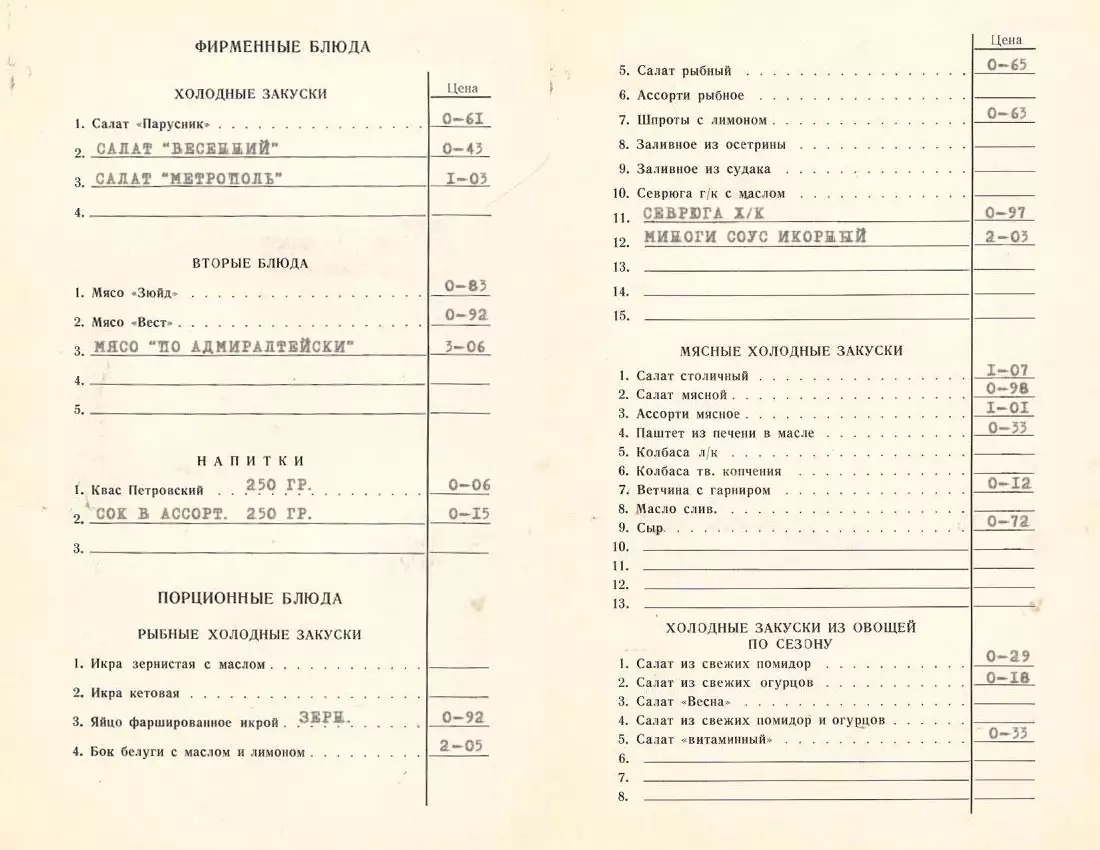 ФИРМЕННЫЕ БЛЮДА
ХОЛОДНЫЕ ЗАКУСКИ
Цена
1. Салат «Парусник» 0-61
2. САЛАТ "ВЕСЕННИЙ" 0-43
3. САЛАТ "МЕТРОПОЛЬ" 1-03
4.
ВТОРЫЕ БЛЮДА
1. Мясо «Зюйд» 0-83
2. Мясо «Вест» 0-92
3. МЯСО "ПО АДМИРАЛТЕЙСКИ" 3-06
4.
5.
НАПИТКИ
1. Квас Петровский 250 ГР. 0-06
2. СОК В АССОРТ. 250 ГР. 0-15
3.
ПОРЦИОННЫЕ БЛЮДА
РЫБНЫЕ ХОЛОДНЫЕ ЗАКУСКИ
1. Икра зернистая с маслом
2. Икра кетовая
3. Яйцо фаршированное икрой ЗЕРН. 0-92
4. Бок белуги с маслом и лимоном 2-05
Цена
5. Салат рыбный 0-65
6. Ассорти рыбное
7. Шпроты с лимоном 0-63
8. Заливное из осетрины
9. Заливное из судака
10. Севрюга г/к с маслом
11. СЕВРЮГА Х/К 0-97
12. МИНОГИ СОУС ИКОРНЫЙ 2-03
13.
14.
15.
МЯСНЫЕ ХОЛОДНЫЕ ЗАКУСКИ
1. Салат столичный 1-07
2. Салат мясной 0-98
3. Ассорти мясное 1-01
4. Паштет из печени в масле 0-33
5. Колбаса л/к
6. Колбаса тв. копчения
7. Ветчина с гарниром 0-12
8. Масло слив.
9. Сыр 0-72
10.
11.
12.
13.
ХОЛОДНЫЕ ЗАКУСКИ ИЗ ОВОЩЕЙ
ПО СЕЗОНУ
1. Салат из свежих помидор 0-29
2. Салат из свежих огурцов 0-18
3. Салат «Весна»
4. Салат из свежих помидор и огурцов
5. Салат «витаминный» 0-33
6.
7.
8.